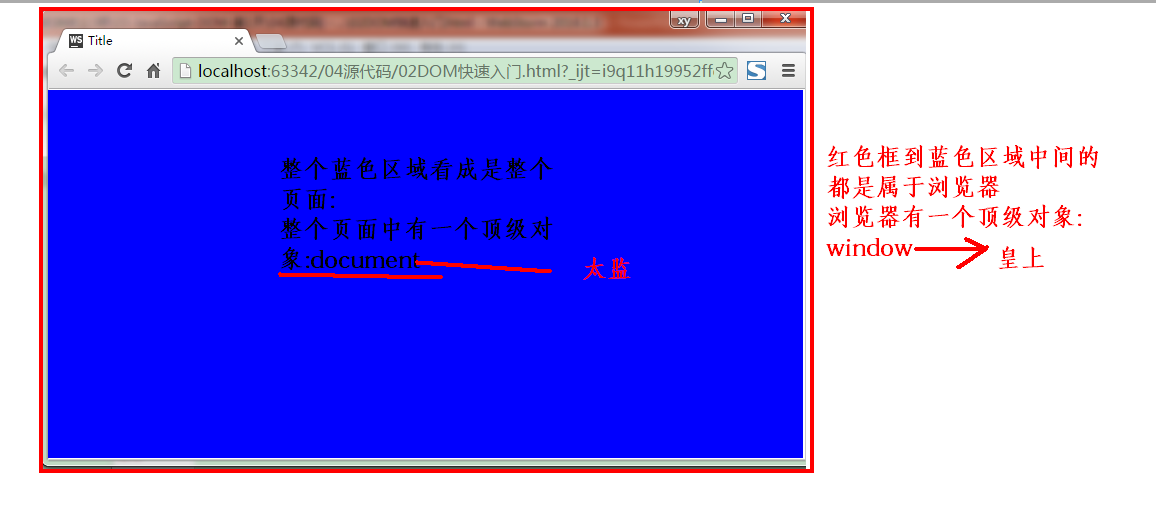 xy
WS Title
localhost:63342/04源代码/02DOM快速入门.html?_ijt=i9q11h19952ff
整个蓝色区域看成是整个
页面:
整个页面中有一个顶级对
象:document
太监
红色框到蓝色区域中间的
都是属于浏览器
浏览器有一个顶级对象:
window
皇上